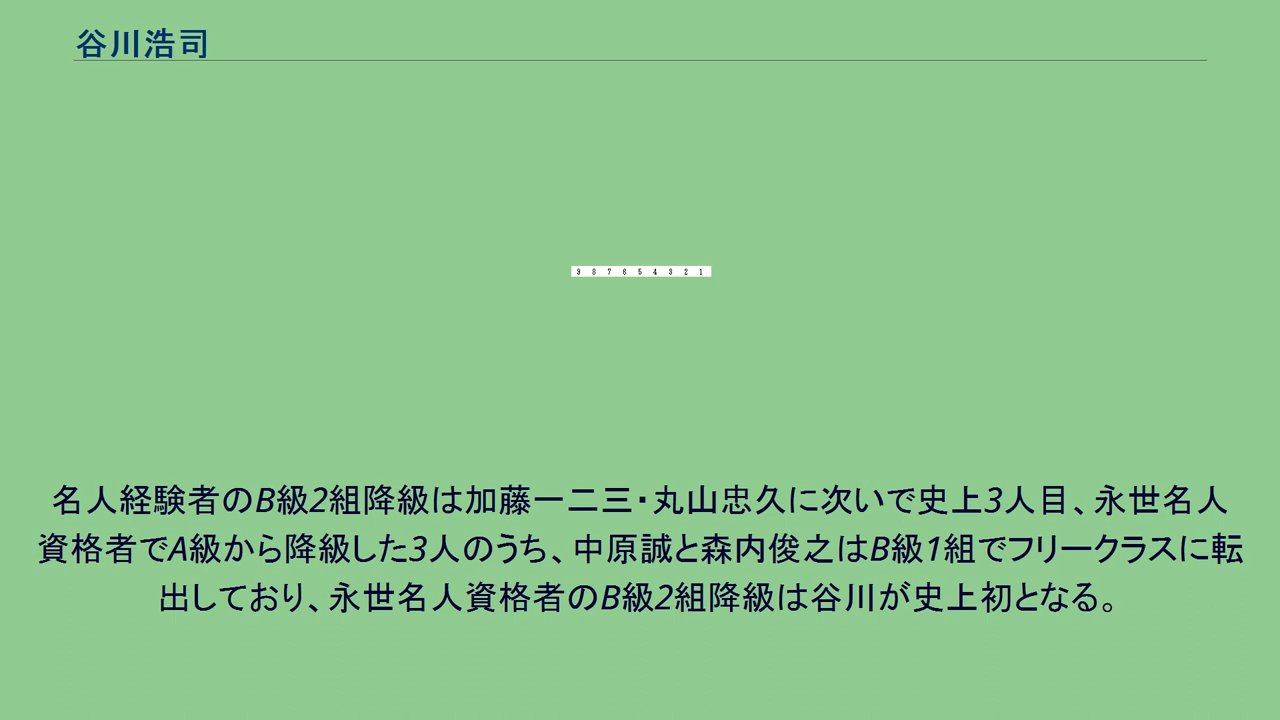 谷川浩司
9 8 7 6 5 4 3 2 1
名人経験者のB級2組降級は加藤一二三・丸山忠久に次いで史上3人目、永世名人
資格者でA級から降級した3人のうち、中原誠と森内俊之はB級1組でフリークラスに転
出しており、永世名人資格者のB級2組降級は谷川が史上初となる。